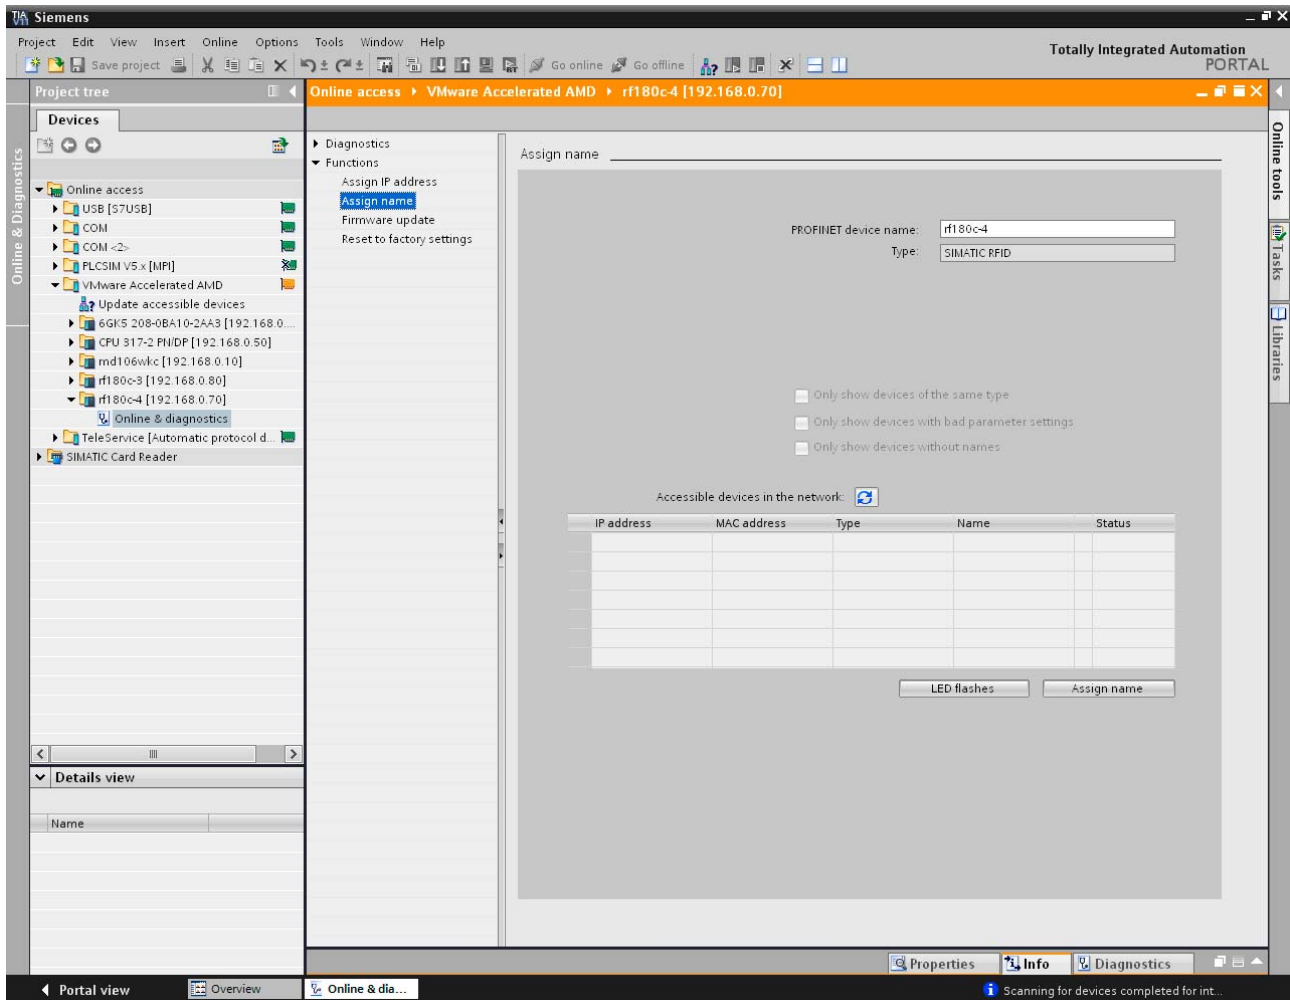 TIA V11 Siemens
Project Edit View Insert Online Options Tools Window Help
Totally Integrated Automation
PORTAL
Save project
Go online
Go offline
Project tree
Online access VMware Accelerated AMD rf180c-4 [192.168.0.70]
Devices
Online & Diagnostics
Online access
USB [S7USB]
COM
COM <2>
PLCSIM V5.x [MPI]
VMware Accelerated AMD
Update accessible devices
6GK5 208-0BA10-2AA3 [192.168.0....
CPU 317-2 PN/DP [192.168.0.50]
md106wkc [192.168.0.10]
rf180c-3 [192.168.0.80]
rf180c-4 [192.168.0.70]
Online & diagnostics
TeleService [Automatic protocol d...
SIMATIC Card Reader
Details view
Name
Diagnostics
Functions
Assign IP address
Assign name
Firmware update
Reset to factory settings
Assign name
PROFINET device name: rf180c-4
Type: SIMATIC RFID
Only show devices of the same type
Only show devices with bad parameter settings
Only show devices without names
Accessible devices in the network:
IP address MAC address Type Name Status
LED flashes
Assign name
Online tools
Tasks
Libraries
Properties
Info
Diagnostics
Portal view
Overview
Online & dia...
Scanning for devices completed for int...